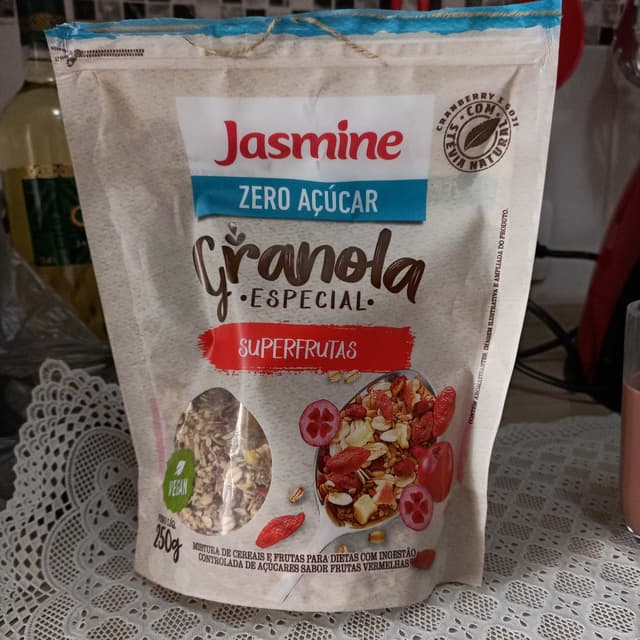 Jasmine
ZERO AÇÚCAR
CRANBERRY E GOJI
COM
STEVIA NATURAL
Granola
•ESPECIAL•
SUPERFRUTAS
VEGAN
250g
MISTURA DE CEREAIS E FRUTAS PARA DIETAS COM INGESTÃO
CONTROLADA DE AÇÚCARES SABOR FRUTAS VERMELHAS
IMAGEM ILUSTRATIVA E AMPLIADA DO PRODUTO.